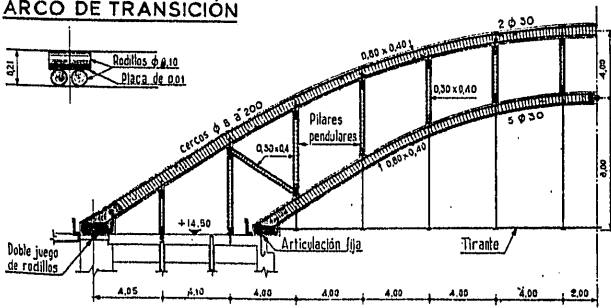 ARCO DE TRANSICIÓN
0,21
Rodillos ϕ 0,10
Placa de 0,01
0,60 x 0,40
2 ϕ 30
4,00
Cercos ϕ 8 a 200
0,30 x 0,40
Pilares
pendulares
0,30 x 0,4
5 ϕ 30
0,60 x 0,40
8,00
+14,50
Doble juego
de rodillos
Articulación fija
Tirante
4,05 4,10 4,00 4,00 4,00 4,00 4,00 2,00